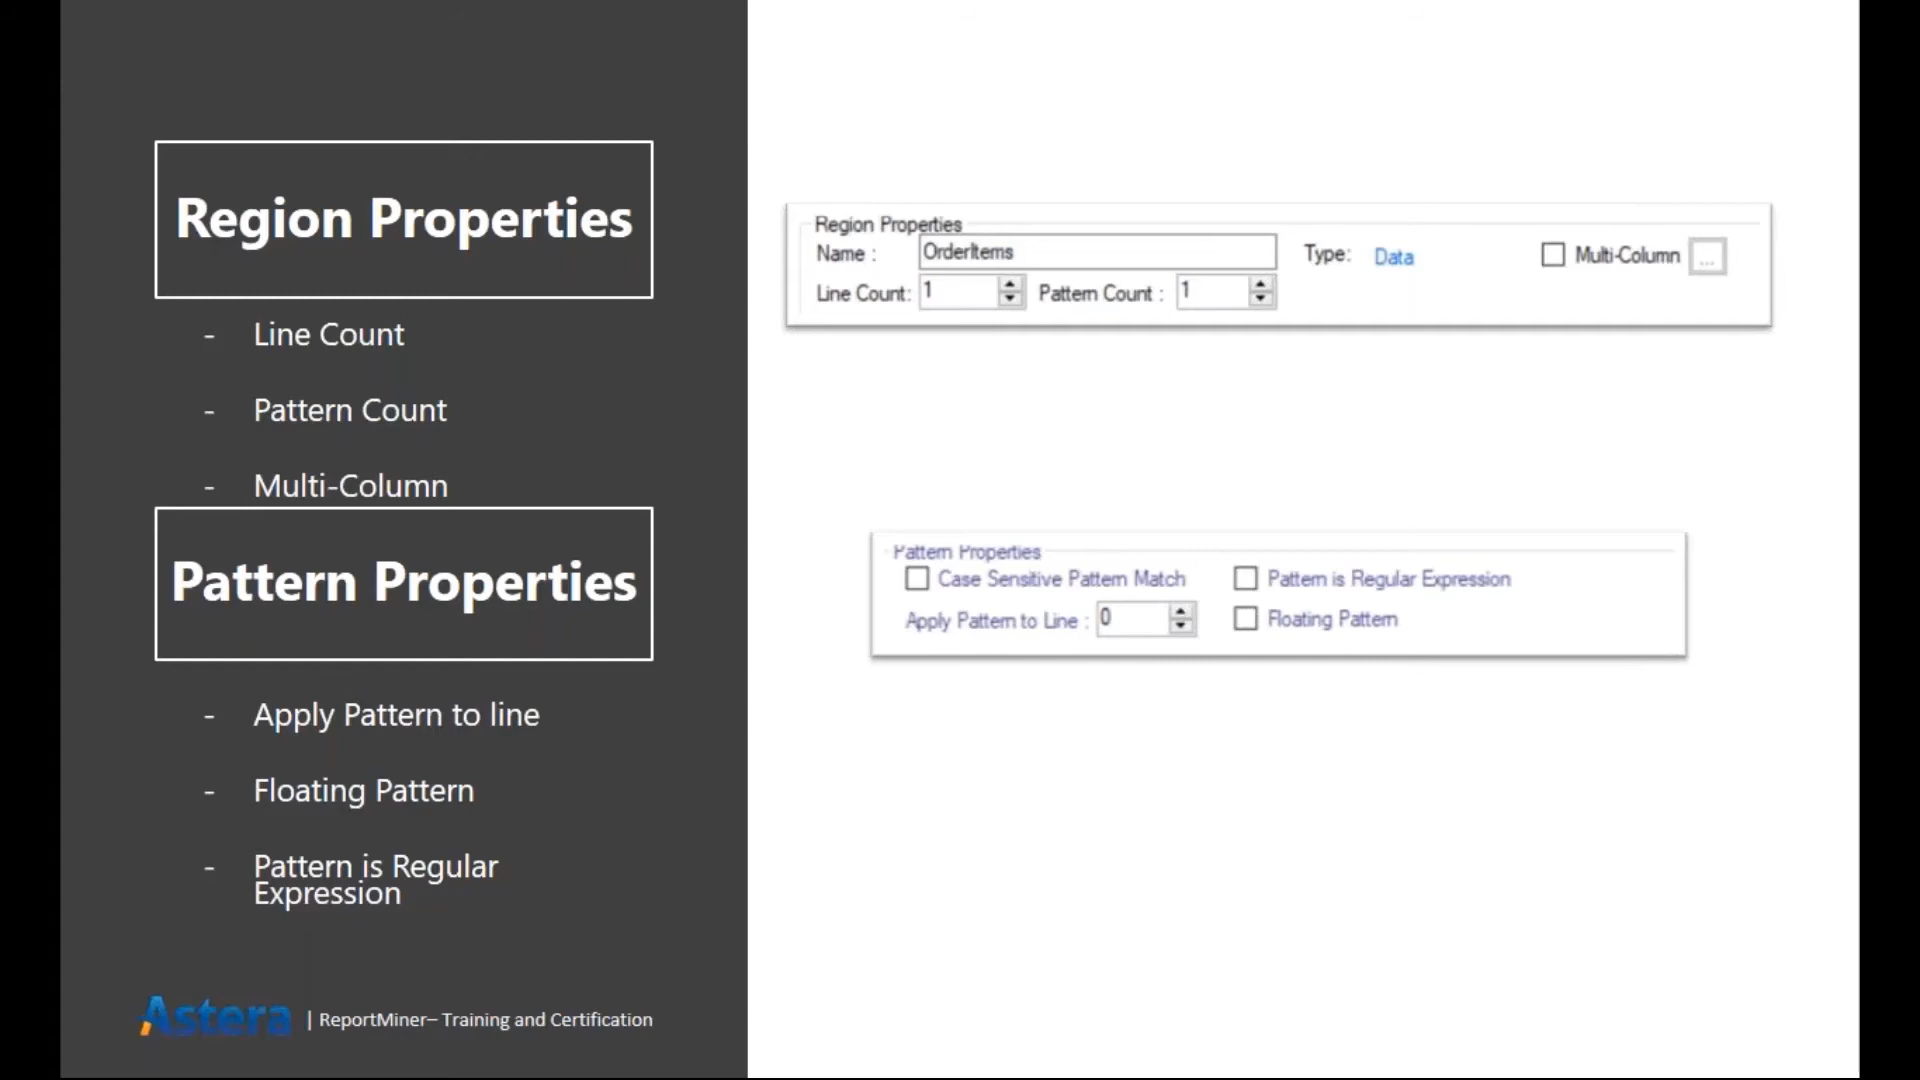 Region Properties
- Line Count
- Pattern Count
- Multi-Column
Pattern Properties
- Apply Pattern to line
- Floating Pattern
- Pattern is Regular
Expression
Astera | ReportMiner– Training and Certification
Region Properties
Name : OrderItems Type: Data Multi-Column ...
Line Count: 1 Pattern Count : 1
Pattern Properties
Case Sensitive Pattern Match Pattern is Regular Expression
Apply Pattern to Line : 0 Floating Pattern